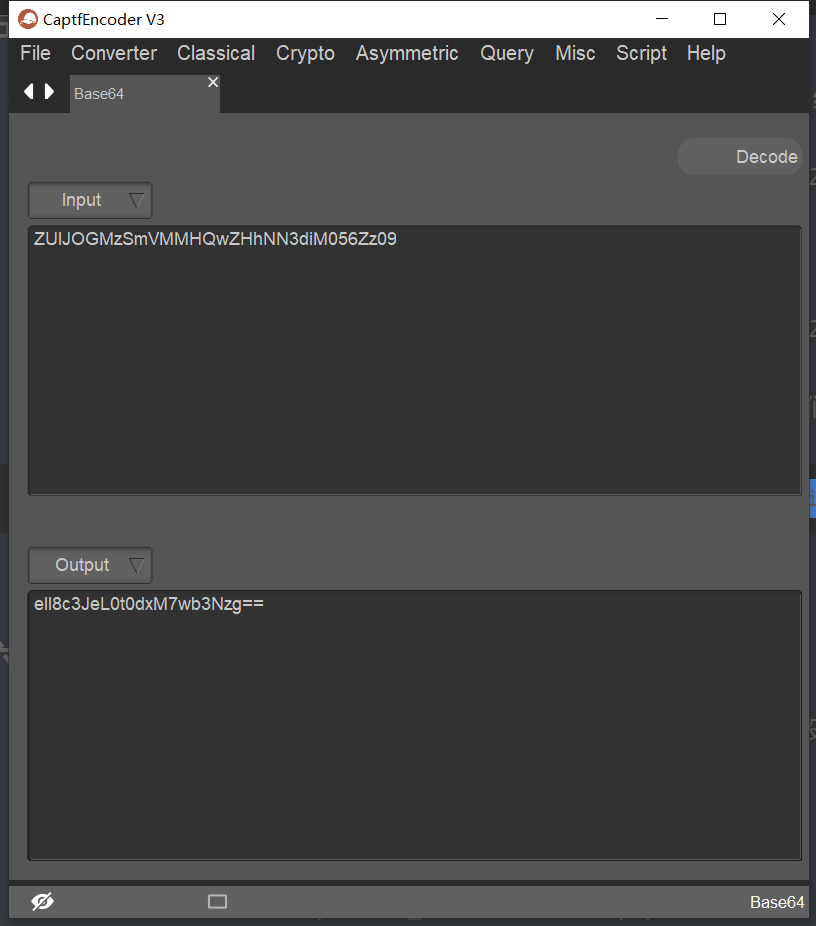 CaptfEncoder V3
File Converter Classical Crypto Asymmetric Query Misc Script Help
Base64
Decode
Input
ZUlJOGMzSmVMMHQwZHhNN3diM056Zz09
Output
eII8c3JeL0t0dxM7wb3Nzg==
Base64